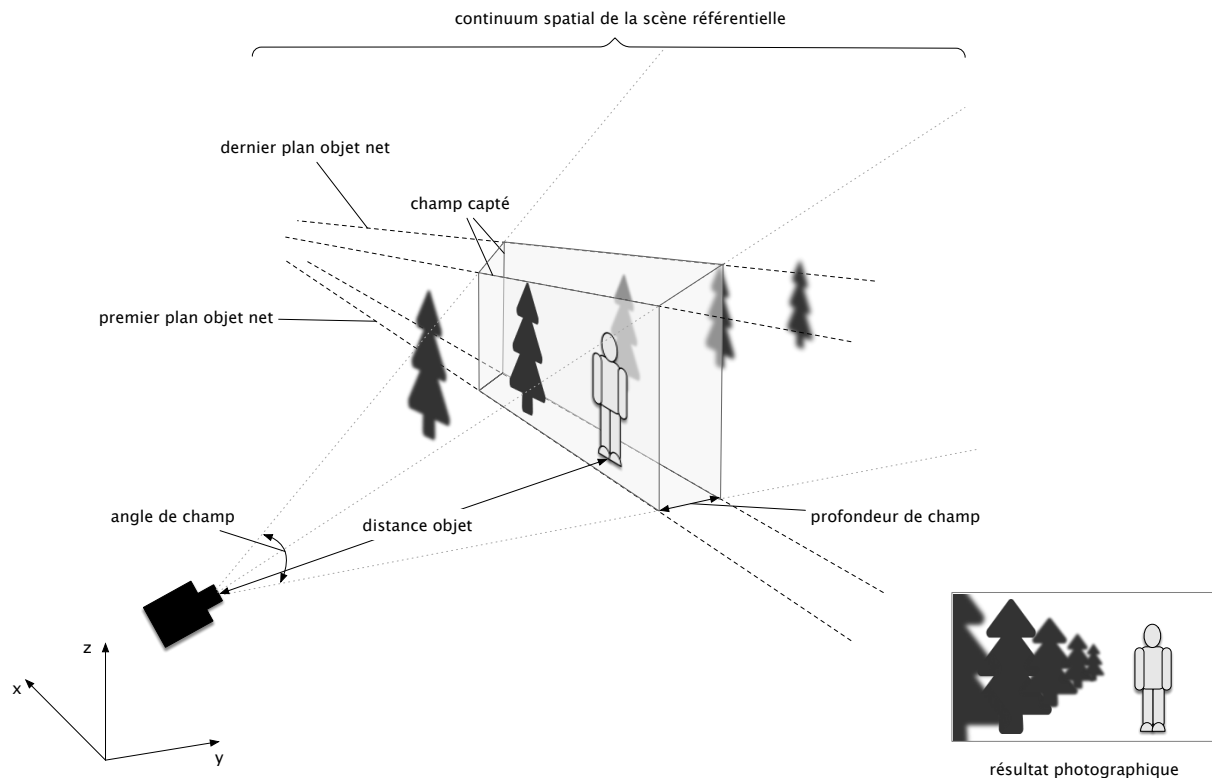 continuum spatial de la scène référentielle
dernier plan objet net
champ capté
premier plan objet net
angle de champ
distance objet
profondeur de champ
z
x
y
résultat photographique